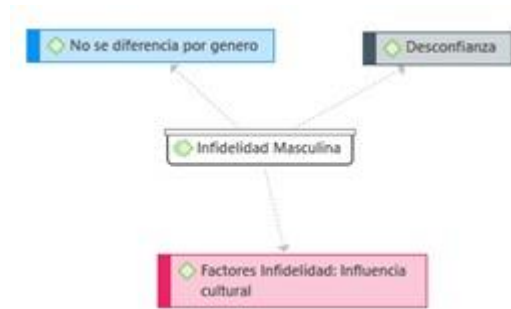 No se diferencia por genero
Desconfianza
Infidelidad Masculina
Factores Infidelidad: Influencia
cultural